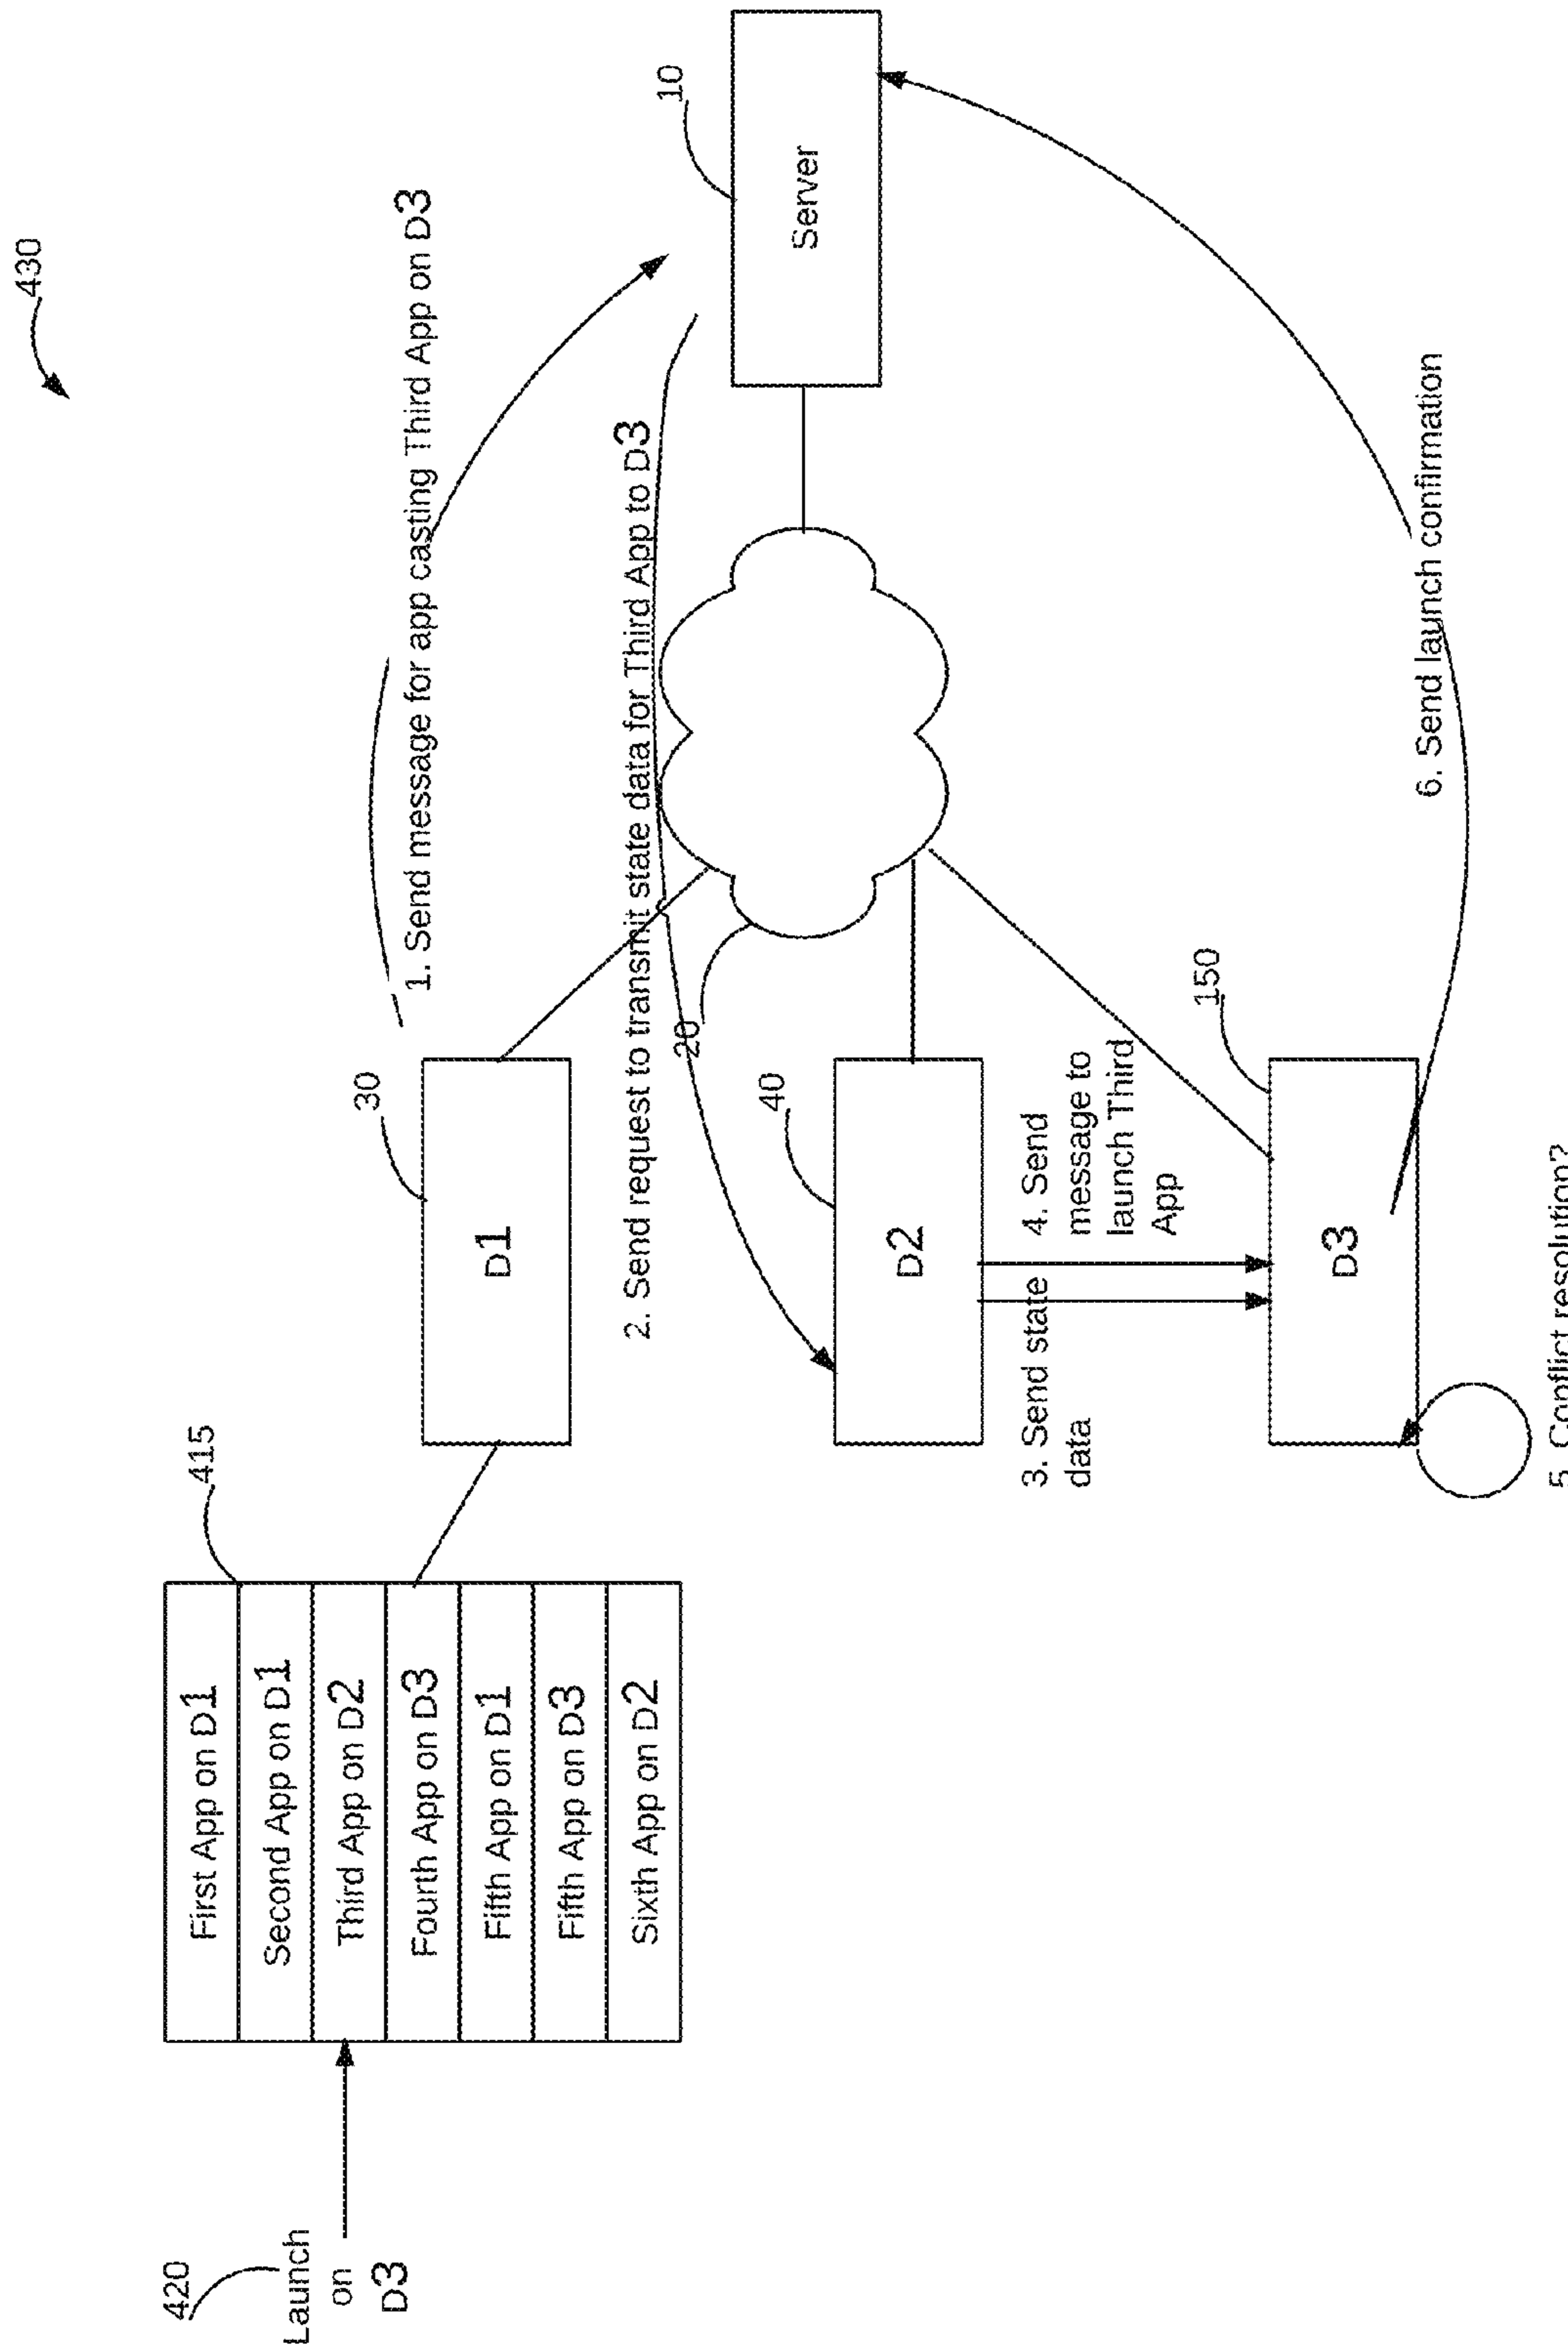 430
420
Launch
on
D3
First App on D1
Second App on D1
Third App on D2
Fourth App on D3
Fifth App on D1
Fifth App on D3
Sixth App on D2
415
1. Send message for app casting Third App on D3
30
D1
2. Send request to transmit state data for Third App to D3
20
10
Server
40
D2
3. Send state
data
4. Send
message to
launch Third
App
150
D3
6. Send launch confirmation
5. Conflict resolution?